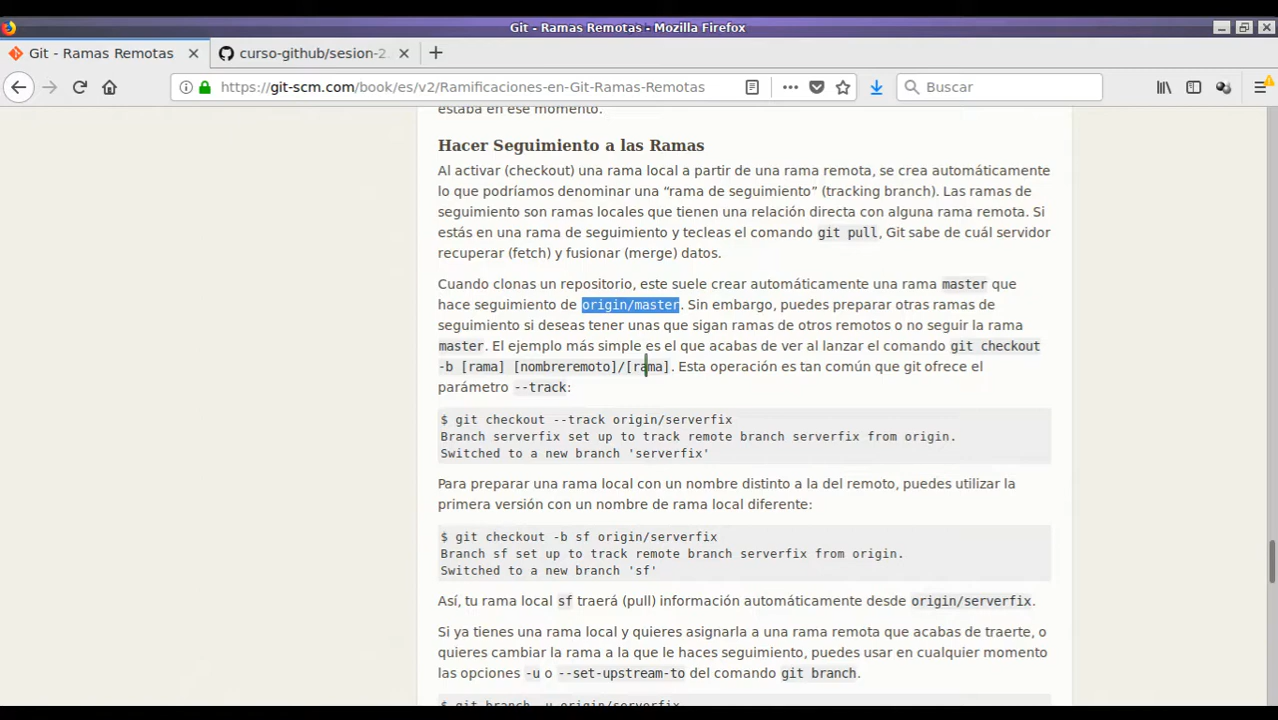 Git - Ramas Remotas - Mozilla Firefox
Git - Ramas Remotas
curso-github/sesion-2
https://git-scm.com/book/es/v2/Ramificaciones-en-Git-Ramas-Remotas
Buscar
estaba en ese momento.
Hacer Seguimiento a las Ramas
Al activar (checkout) una rama local a partir de una rama remota, se crea automáticamente
lo que podríamos denominar una “rama de seguimiento” (tracking branch). Las ramas de
seguimiento son ramas locales que tienen una relación directa con alguna rama remota. Si
estás en una rama de seguimiento y tecleas el comando git pull, Git sabe de cuál servidor
recuperar (fetch) y fusionar (merge) datos.
Cuando clonas un repositorio, este suele crear automáticamente una rama master que
hace seguimiento de origin/master. Sin embargo, puedes preparar otras ramas de
seguimiento si deseas tener unas que sigan ramas de otros remotos o no seguir la rama
master. El ejemplo más simple es el que acabas de ver al lanzar el comando git checkout
-b [rama] [nombreremoto]/[rama]. Esta operación es tan común que git ofrece el
parámetro --track:
$ git checkout --track origin/serverfix
Branch serverfix set up to track remote branch serverfix from origin.
Switched to a new branch 'serverfix'
Para preparar una rama local con un nombre distinto a la del remoto, puedes utilizar la
primera versión con un nombre de rama local diferente:
$ git checkout -b sf origin/serverfix
Branch sf set up to track remote branch serverfix from origin.
Switched to a new branch 'sf'
Así, tu rama local sf traerá (pull) información automáticamente desde origin/serverfix.
Si ya tienes una rama local y quieres asignarla a una rama remota que acabas de traerte, o
quieres cambiar la rama a la que le haces seguimiento, puedes usar en cualquier momento
las opciones -u o --set-upstream-to del comando git branch.
$ git branch -u origin/serverfix